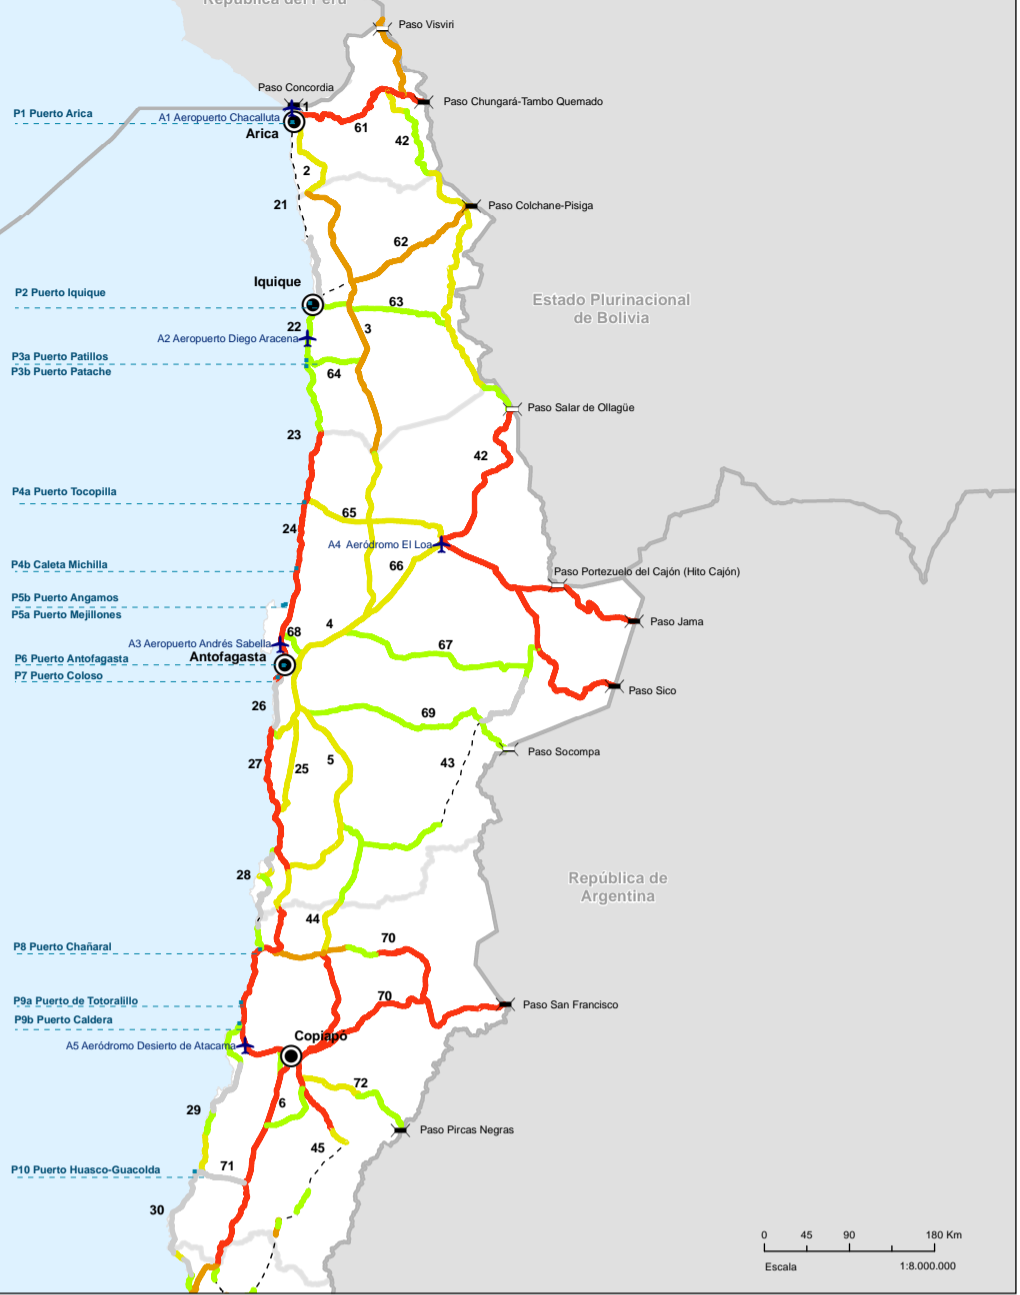 República del Perú
Paso Visviri
Paso Concordia
1
Paso Chungará-Tambo Quemado
P1 Puerto Arica
A1 Aeropuerto Chacalluta
61
Arica
42
2
21
Paso Colchane-Pisiga
62
Iquique
P2 Puerto Iquique
63
Estado Plurinacional
de Bolivia
22
3
A2 Aeropuerto Diego Aracena
P3a Puerto Patillos
P3b Puerto Patache
64
Paso Salar de Ollagüe
23
42
P4a Puerto Tocopilla
65
24
A4 Aeródromo El Loa
P4b Caleta Michilla
66
Paso Portezuelo del Cajón (Hito Cajón)
P5b Puerto Angamos
P5a Puerto Mejillones
4
Paso Jama
68
A3 Aeropuerto Andrés Sabella
67
P6 Puerto Antofagasta
Antofagasta
P7 Puerto Coloso
Paso Sico
26
69
Paso Socompa
27
25
5
43
28
República de
Argentina
44
70
P8 Puerto Chañaral
70
P9a Puerto de Totoralillo
Paso San Francisco
P9b Puerto Caldera
Copiapó
A5 Aeródromo Desierto de Atacama
72
29
6
Paso Pircas Negras
45
71
P10 Puerto Huasco-Guacolda
30
0 45 90 180 Km
Escala 1:8.000.000